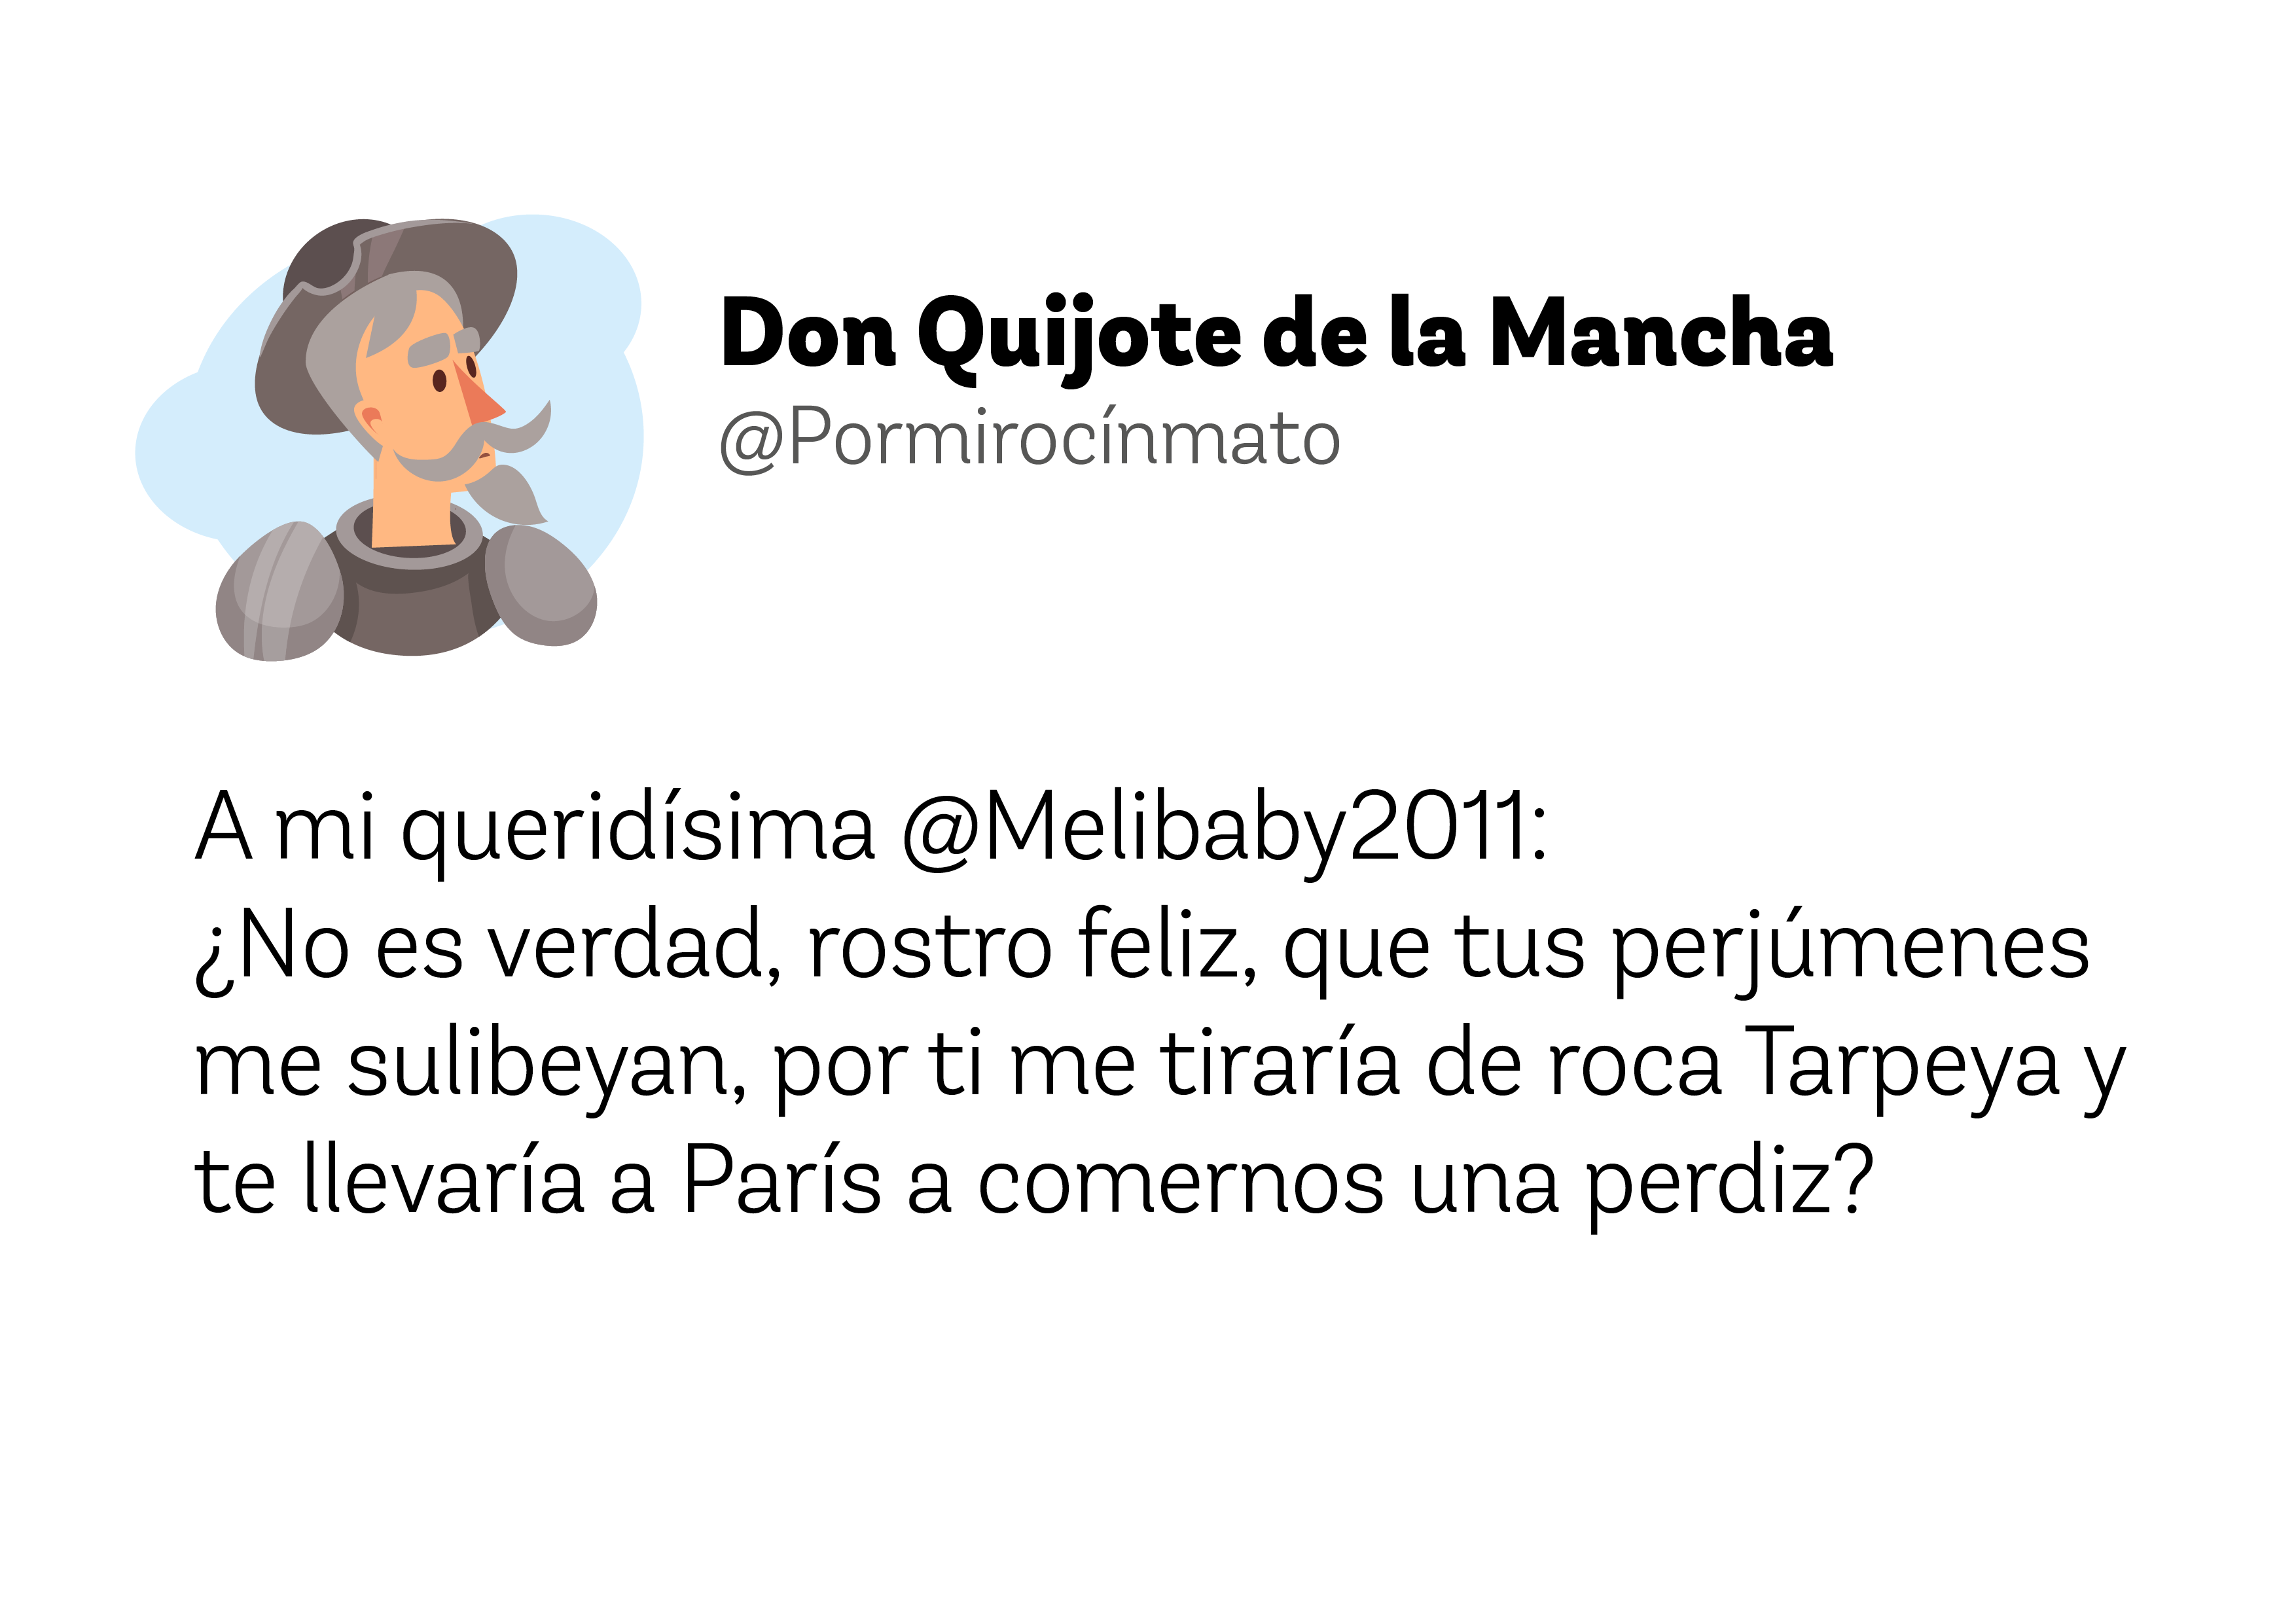 Don Quijote de la Mancha
@Pormirocínmato
A mi queridísima @Melibaby2011:
¿No es verdad, rostro feliz, que tus perjúmenes
me sulibeyan, por ti me tiraría de roca Tarpeya y
te llevaría a París a comernos una perdiz?